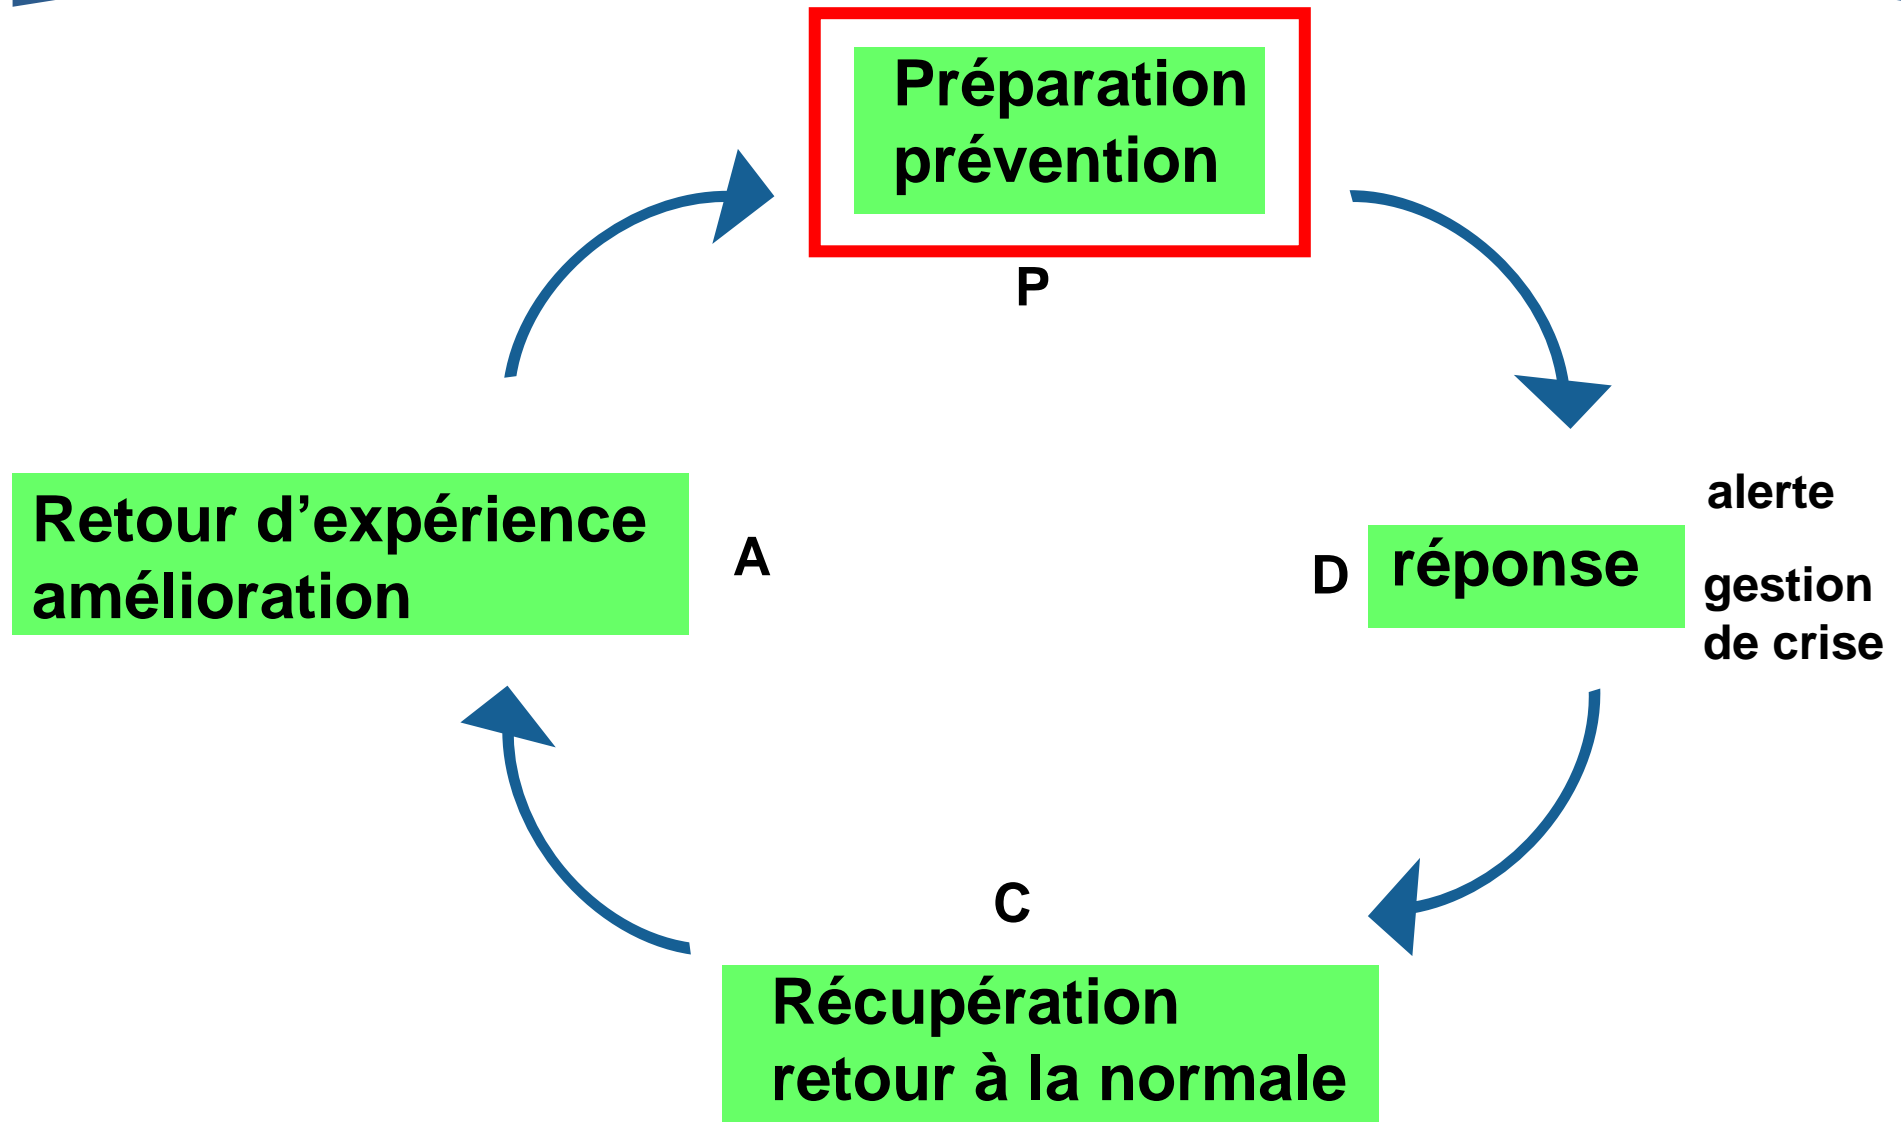 Préparation
prévention
P
alerte
Retour d’expérience
amélioration
A
D
réponse
gestion
de crise
C
Récupération
retour à la normale